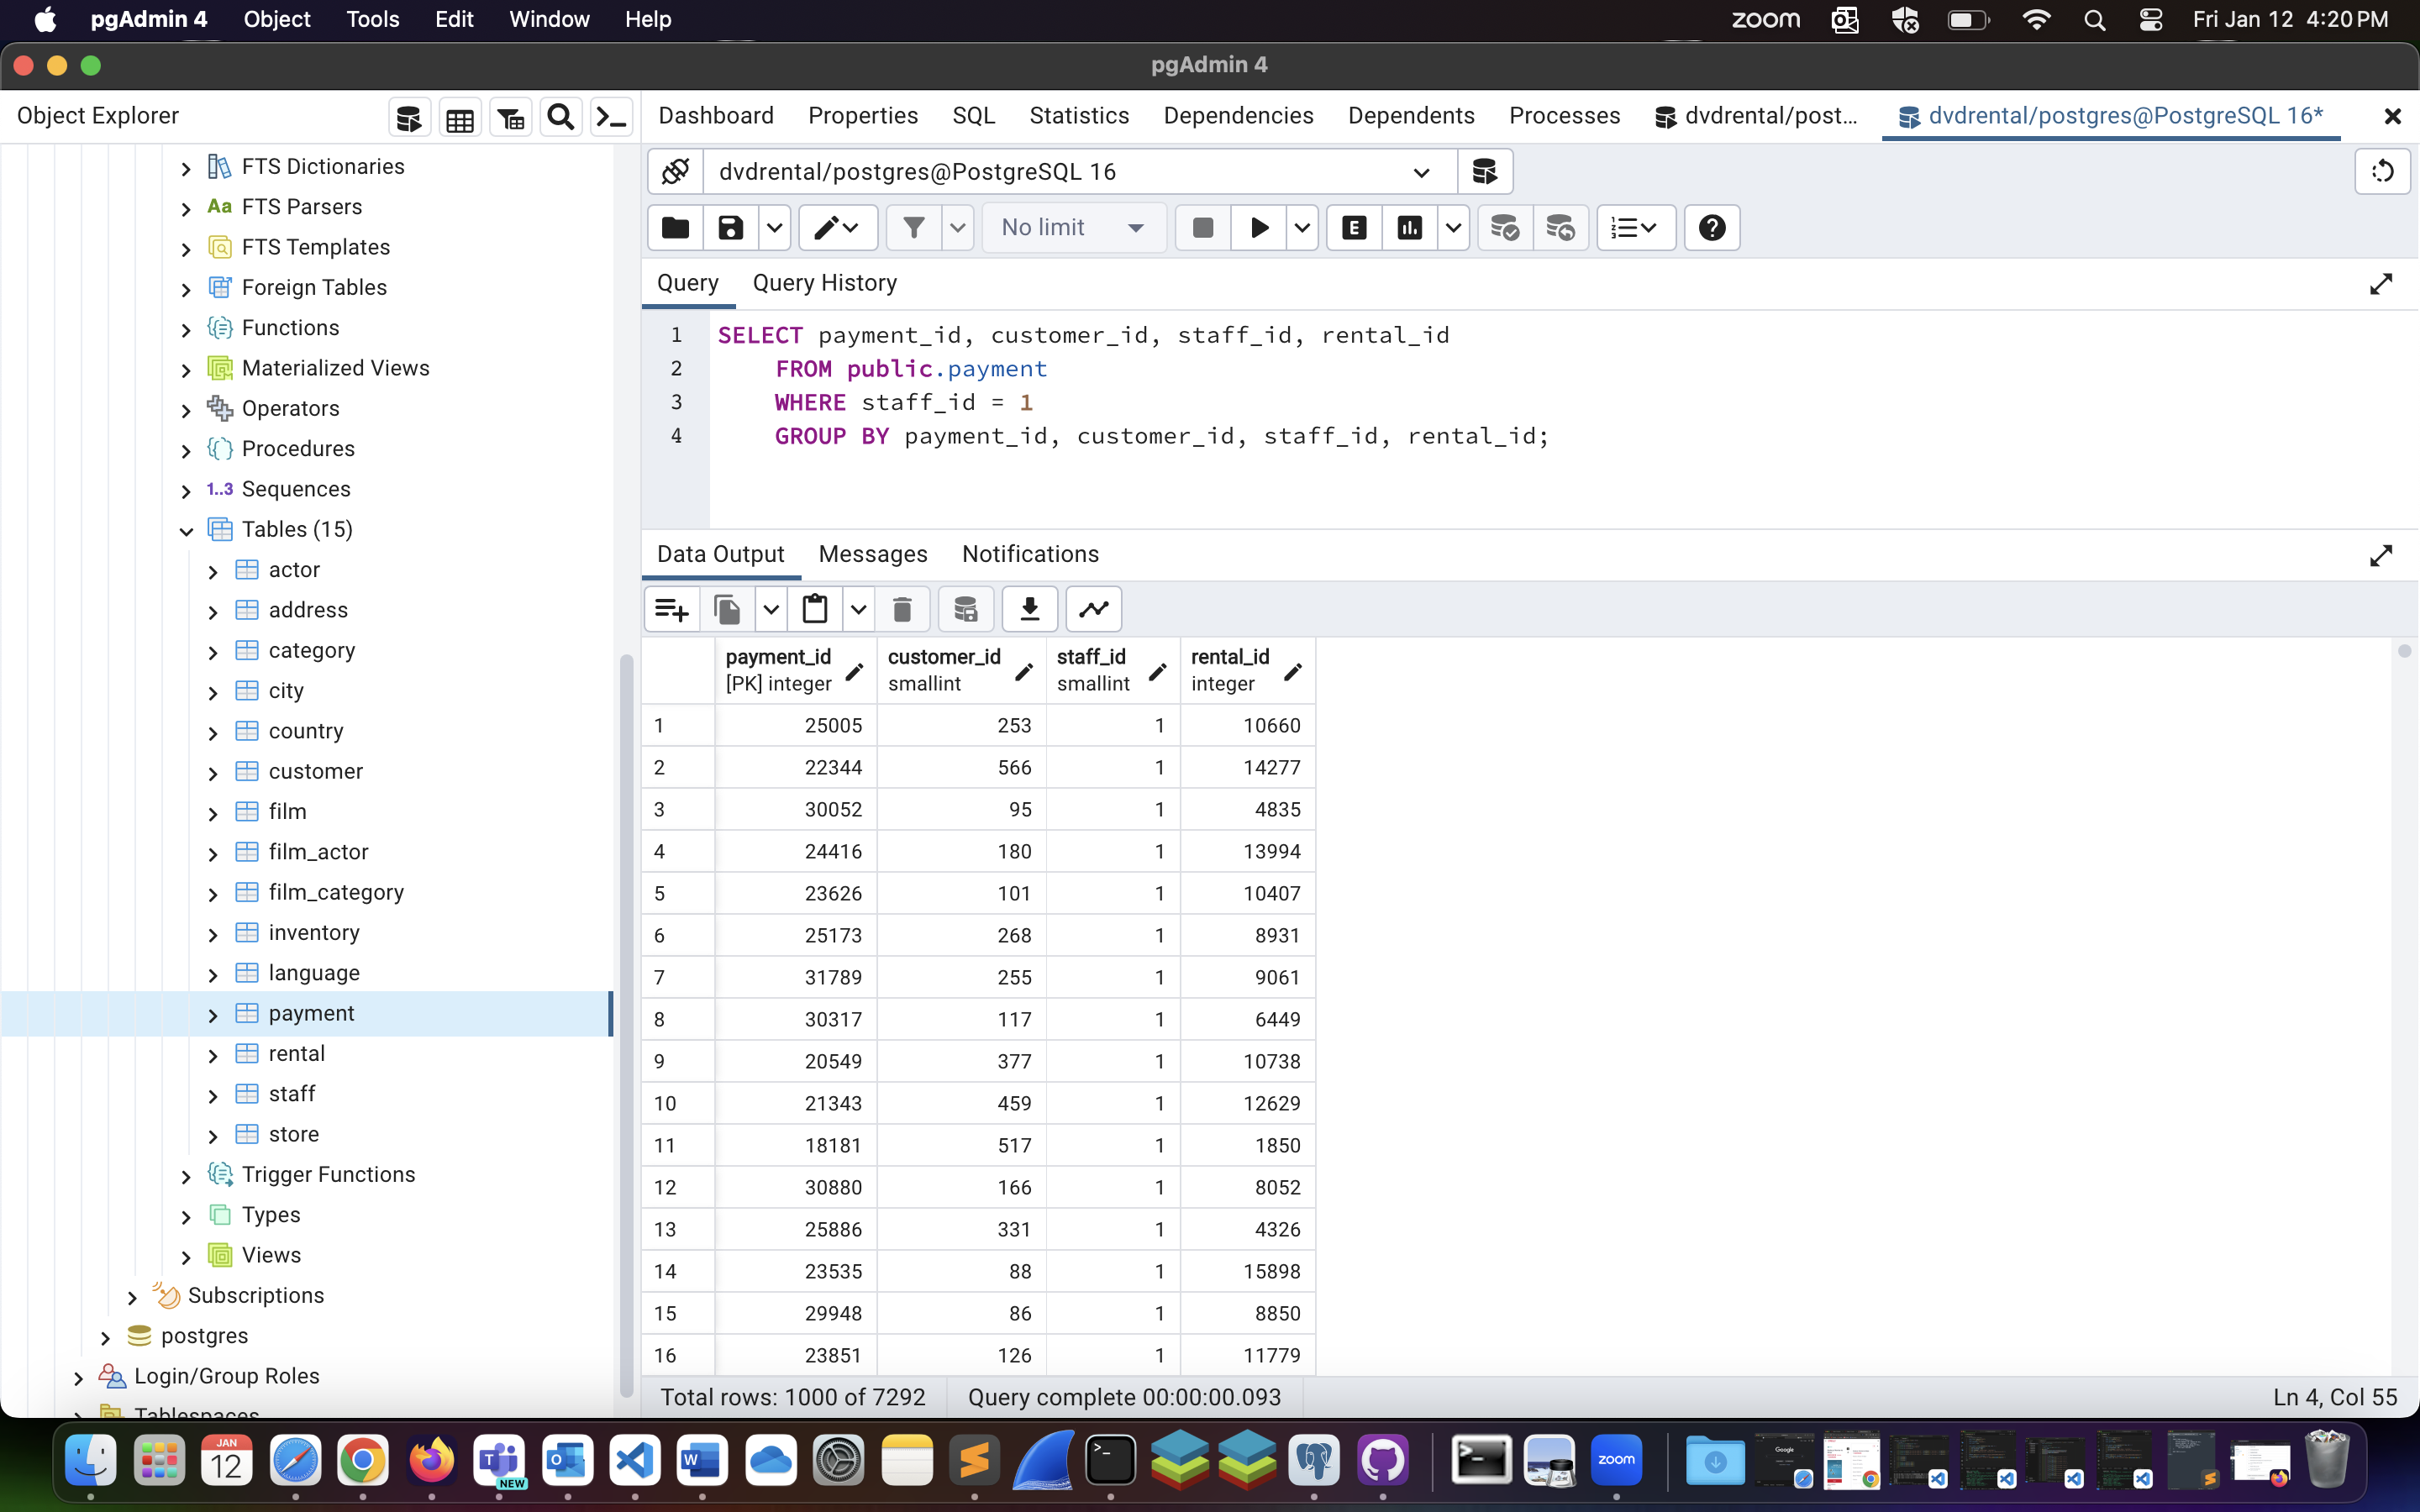 pgAdmin 4 Object Tools Edit Window Help zoom Fri Jan 12 4:20 PM
pgAdmin 4
Object Explorer
Dashboard Properties SQL Statistics Dependencies Dependents Processes dvdrental/post... dvdrental/postgres@PostgreSQL 16*
FTS Dictionaries
Aa FTS Parsers
FTS Templates
Foreign Tables
Functions
Materialized Views
Operators
Procedures
1..3 Sequences
Tables (15)
actor
address
category
city
country
customer
film
film_actor
film_category
inventory
language
payment
rental
staff
store
Trigger Functions
Types
Views
Subscriptions
postgres
Login/Group Roles
Tablespaces
dvdrental/postgres@PostgreSQL 16
No limit E
Query Query History
1 SELECT payment_id, customer_id, staff_id, rental_id
2 FROM public.payment
3 WHERE staff_id = 1
4 GROUP BY payment_id, customer_id, staff_id, rental_id;
Data Output Messages Notifications
payment_id customer_id staff_id rental_id
[PK] integer smallint smallint integer
1 25005 253 1 10660
2 22344 566 1 14277
3 30052 95 1 4835
4 24416 180 1 13994
5 23626 101 1 10407
6 25173 268 1 8931
7 31789 255 1 9061
8 30317 117 1 6449
9 20549 377 1 10738
10 21343 459 1 12629
11 18181 517 1 1850
12 30880 166 1 8052
13 25886 331 1 4326
14 23535 88 1 15898
15 29948 86 1 8850
16 23851 126 1 11779
Total rows: 1000 of 7292 Query complete 00:00:00.093 Ln 4, Col 55
JAN
12
NEW
zoom